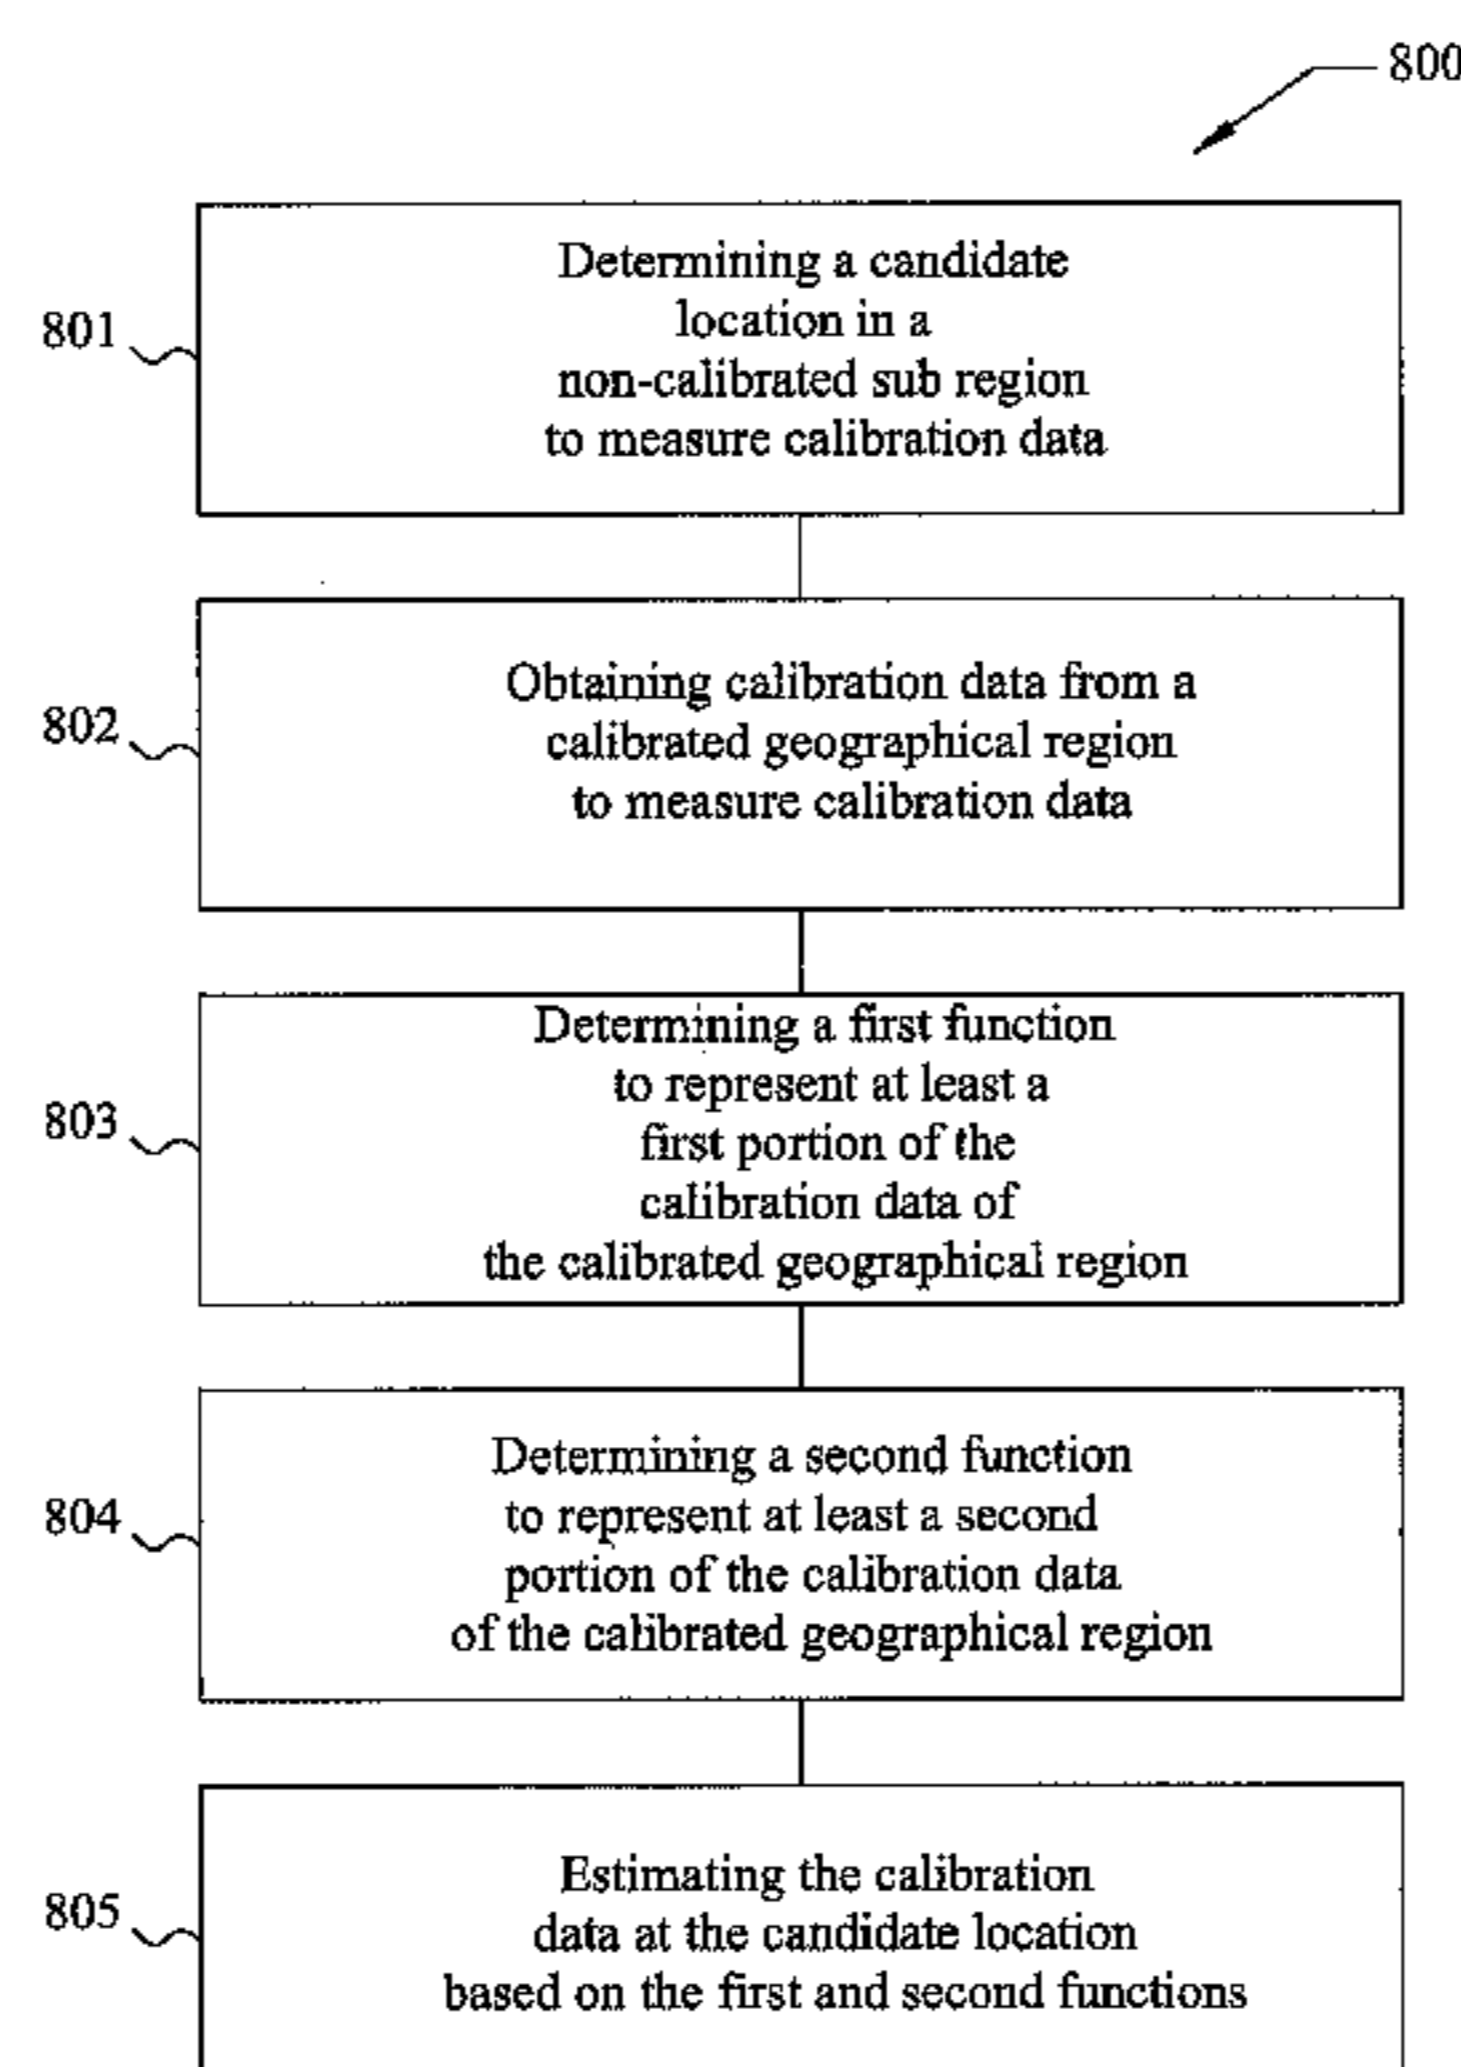 800
Determining a candidate
location in a
non-calibrated sub region
to measure calibration data
801
Obtaining calibration data from a
calibrated geographical region
to measure calibration data
802
Determining a first function
to represent at least a
first portion of the
calibration data of
the calibrated geographical region
803
Determining a second function
to represent at least a second
portion of the calibration data
of the calibrated geographical region
804
Estimating the calibration
data at the candidate location
based on the first and second functions
805